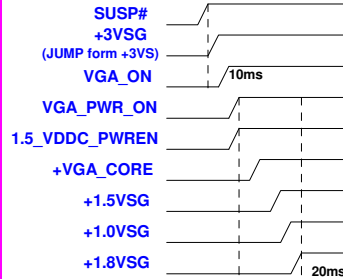 SUSP#
+3VSG
(JUMP form +3VS)
VGA_ON
10ms
VGA_PWR_ON
1.5_VDDC_PWREN
+VGA_CORE
+1.5VSG
+1.0VSG
+1.8VSG
20ms